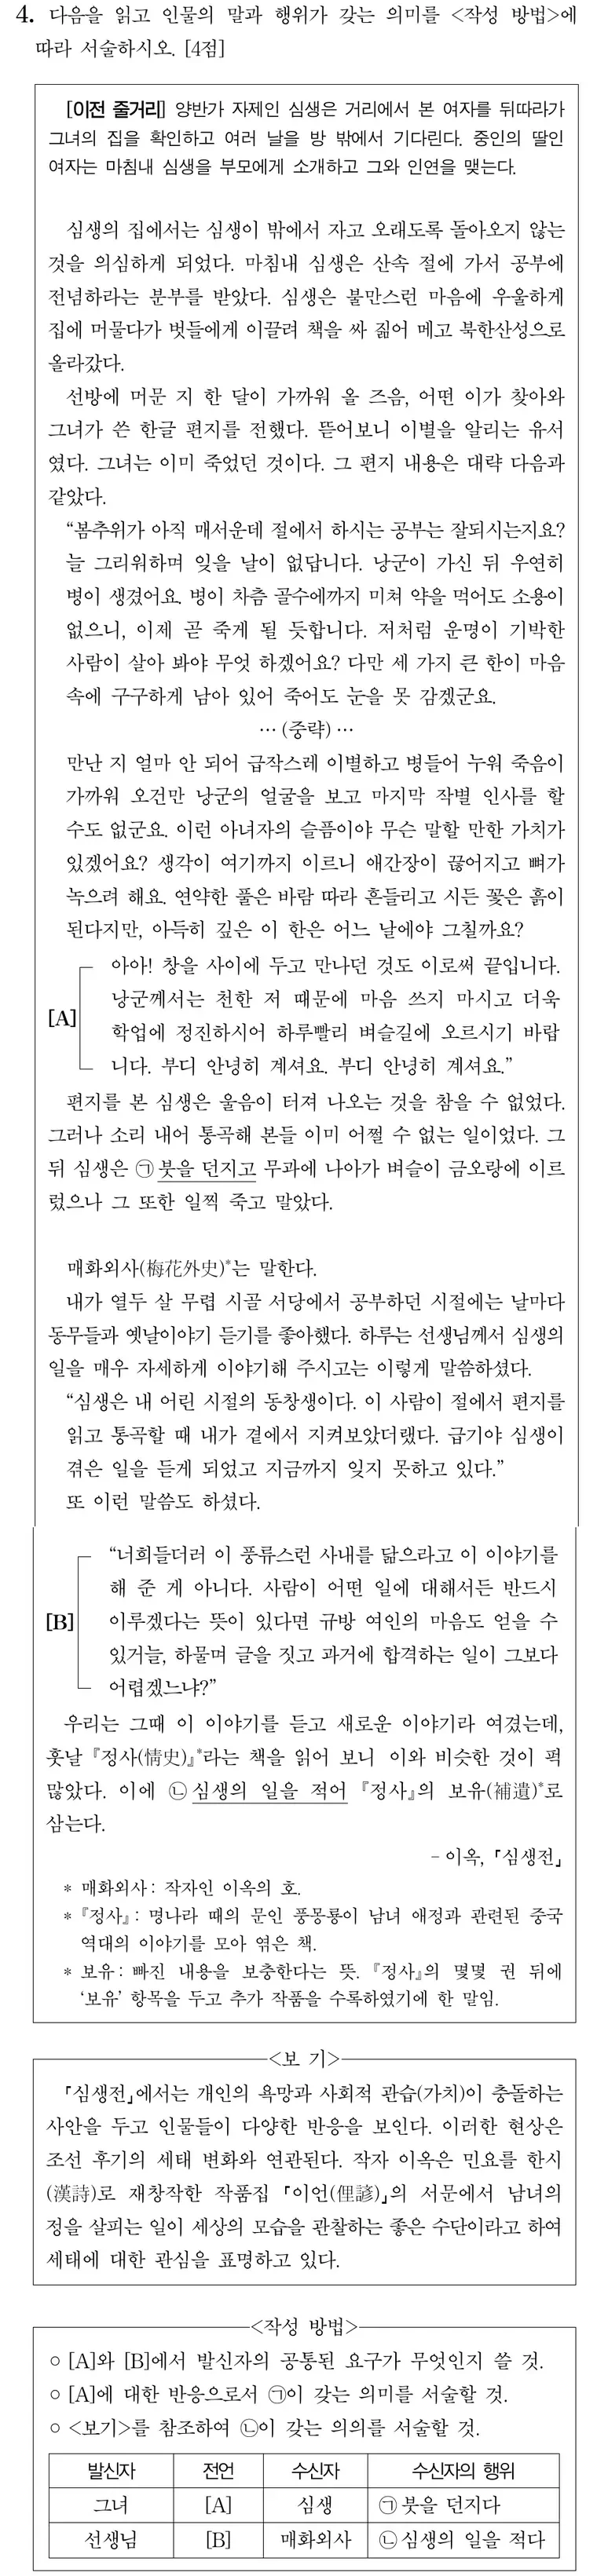 4. 다음을 읽고 인물의 말과 행위가 갖는 의미를 <작성 방법>에
따라 서술하시오. [4점]
[이전 줄거리] 양반가 자제인 심생은 거리에서 본 여자를 뒤따라가
그녀의 집을 확인하고 여러 날을 방 밖에서 기다린다. 중인의 딸인
여자는 마침내 심생을 부모에게 소개하고 그와 인연을 맺는다.
심생의 집에서는 심생이 밖에서 자고 오래도록 돌아오지 않는
것을 의심하게 되었다. 마침내 심생은 산속 절에 가서 공부에
전념하라는 분부를 받았다. 심생은 불만스런 마음에 우울하게
집에 머물다가 벗들에게 이끌려 책을 싸 짊어 메고 북한산성으로
올라갔다.
선방에 머문 지 한 달이 가까워 올 즈음, 어떤 이가 찾아와
그녀가 쓴 한글 편지를 전했다. 뜯어보니 이별을 알리는 유서
였다. 그녀는 이미 죽었던 것이다. 그 편지 내용은 대략 다음과
같았다.
“봄추위가 아직 매서운데 절에서 하시는 공부는 잘되시는지요?
늘 그리워하며 잊을 날이 없답니다. 낭군이 가신 뒤 우연히
병이 생겼어요. 병이 차츰 골수에까지 미쳐 약을 먹어도 소용이
없으니, 이제 곧 죽게 될 듯합니다. 저처럼 운명이 기박한
사람이 살아 봐야 무엇 하겠어요? 다만 세 가지 큰 한이 마음
속에 구구하게 남아 있어 죽어도 눈을 못 감겠군요.
… (중략) …
만난 지 얼마 안 되어 급작스레 이별하고 병들어 누워 죽음이
가까워 오건만 낭군의 얼굴을 보고 마지막 작별 인사를 할
수도 없군요. 이런 아녀자의 슬픔이야 무슨 말할 만한 가치가
있겠어요? 생각이 여기까지 이르니 애간장이 끊어지고 뼈가
녹으려 해요. 연약한 풀은 바람 따라 흔들리고 시든 꽃은 흙이
된다지만, 아득히 깊은 이 한은 어느 날에야 그칠까요?
아아! 창을 사이에 두고 만나던 것도 이로써 끝입니다.
낭군께서는 천한 저 때문에 마음 쓰지 마시고 더욱
[A] 학업에 정진하시어 하루빨리 벼슬길에 오르시기 바랍
니다. 부디 안녕히 계셔요. 부디 안녕히 계셔요.”
편지를 본 심생은 울음이 터져 나오는 것을 참을 수 없었다.
그러나 소리 내어 통곡해 본들 이미 어쩔 수 없는 일이었다. 그
뒤 심생은 ㉠붓을 던지고 무과에 나아가 벼슬이 금오랑에 이르
렀으나 그 또한 일찍 죽고 말았다.
매화외사(梅花外史)*는 말한다.
내가 열두 살 무렵 시골 서당에서 공부하던 시절에는 날마다
동무들과 옛날이야기 듣기를 좋아했다. 하루는 선생님께서 심생의
일을 매우 자세하게 이야기해 주시고는 이렇게 말씀하셨다.
“심생은 내 어린 시절의 동창생이다. 이 사람이 절에서 편지를
읽고 통곡할 때 내가 곁에서 지켜보았더랬다. 급기야 심생이
겪은 일을 듣게 되었고 지금까지 잊지 못하고 있다.”
또 이런 말씀도 하셨다.
“너희들더러 이 풍류스런 사내를 닮으라고 이 이야기를
해 준 게 아니다. 사람이 어떤 일에 대해서든 반드시
[B] 이루겠다는 뜻이 있다면 규방 여인의 마음도 얻을 수
있거늘, 하물며 글을 짓고 과거에 합격하는 일이 그보다
어렵겠느냐?”
우리는 그때 이 이야기를 듣고 새로운 이야기라 여겼는데,
훗날 『정사(情史)』*라는 책을 읽어 보니 이와 비슷한 것이 퍽
많았다. 이에 ㉡심생의 일을 적어 『정사』의 보유(補遺)*로
삼는다.
- 이옥, 「심생전」
* 매화외사 : 작자인 이옥의 호.
* 『정사』 : 명나라 때의 문인 풍몽룡이 남녀 애정과 관련된 중국
역대의 이야기를 모아 엮은 책.
* 보유 : 빠진 내용을 보충한다는 뜻. 『정사』의 몇몇 권 뒤에
‘보유’ 항목을 두고 추가 작품을 수록하였기에 한 말임.
<보 기>
「심생전」에서는 개인의 욕망과 사회적 관습(가치)이 충돌하는
사안을 두고 인물들이 다양한 반응을 보인다. 이러한 현상은
조선 후기의 세태 변화와 연관된다. 작자 이옥은 민요를 한시
(漢詩)로 재창작한 작품집 『이언(俚諺)』의 서문에서 남녀의
정을 살피는 일이 세상의 모습을 관찰하는 좋은 수단이라고 하여
세태에 대한 관심을 표명하고 있다.
<작성 방법>
○ [A]와 [B]에서 발신자의 공통된 요구가 무엇인지 쓸 것.
○ [A]에 대한 반응으로서 ㉠이 갖는 의미를 서술할 것.
○ <보기>를 참조하여 ㉡이 갖는 의의를 서술할 것.
발신자 전언 수신자 수신자의 행위
그녀 [A] 심생 ㉠붓을 던지다
선생님 [B] 매화외사 ㉡심생의 일을 적다